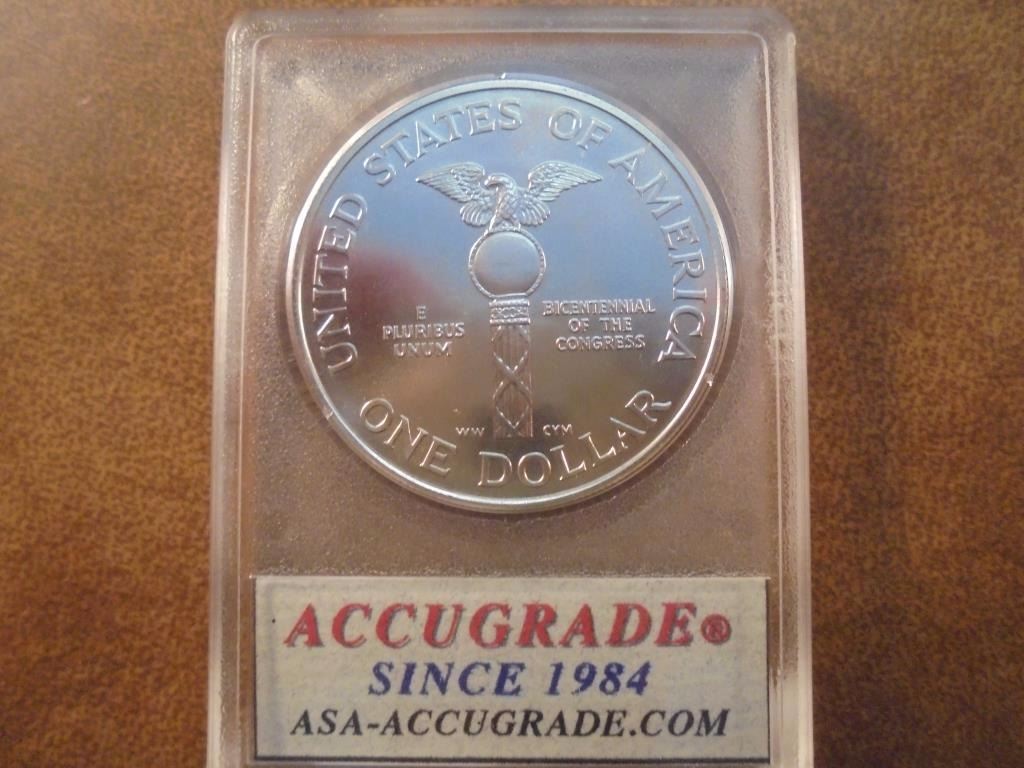 UNITED STATES OF AMERICA
E
PLURIBUS
UNUM
BICENTENNIAL
OF THE
CONGRESS
WW
CYM
ONE DOLLAR
ACCUGRADE®
SINCE 1984
ASA-ACCUGRADE.COM